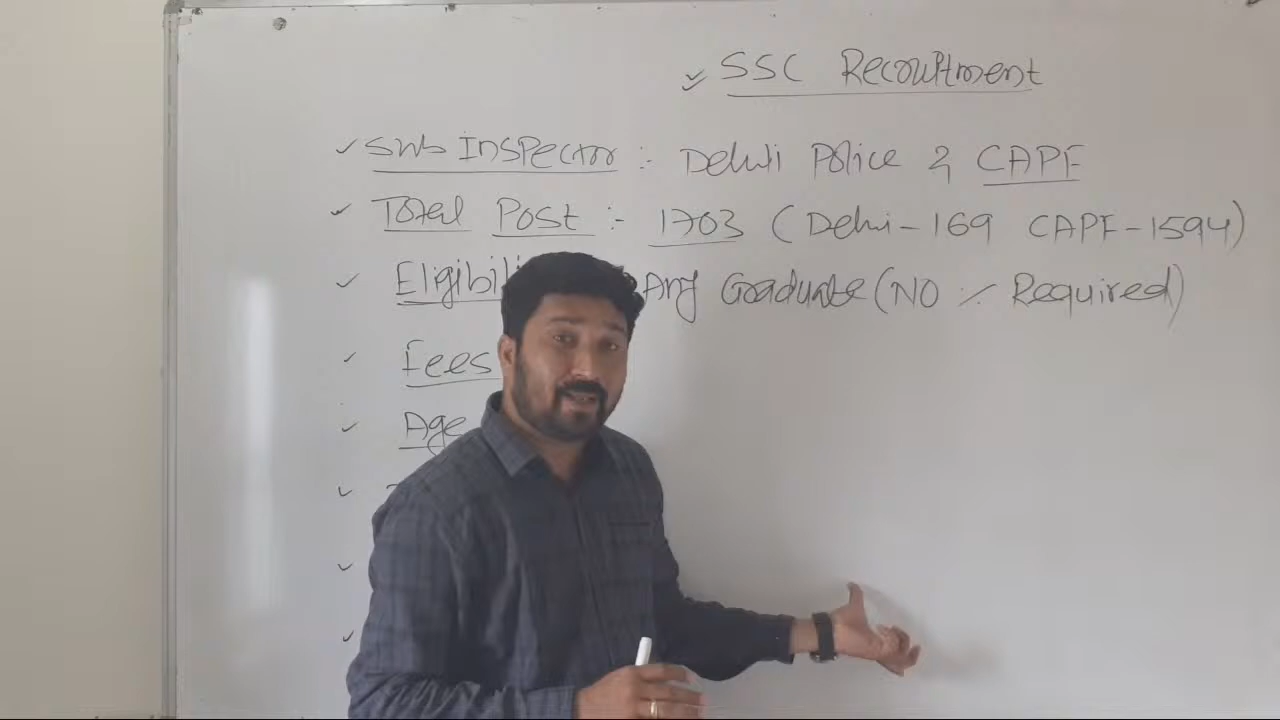 SSC Recruitment
Sub Inspector :- Delhi Police & CAPF
Total Post :- 1703 (Delhi-169 CAPF-1594)
Any Graduate (NO % Required)
Fees
Age